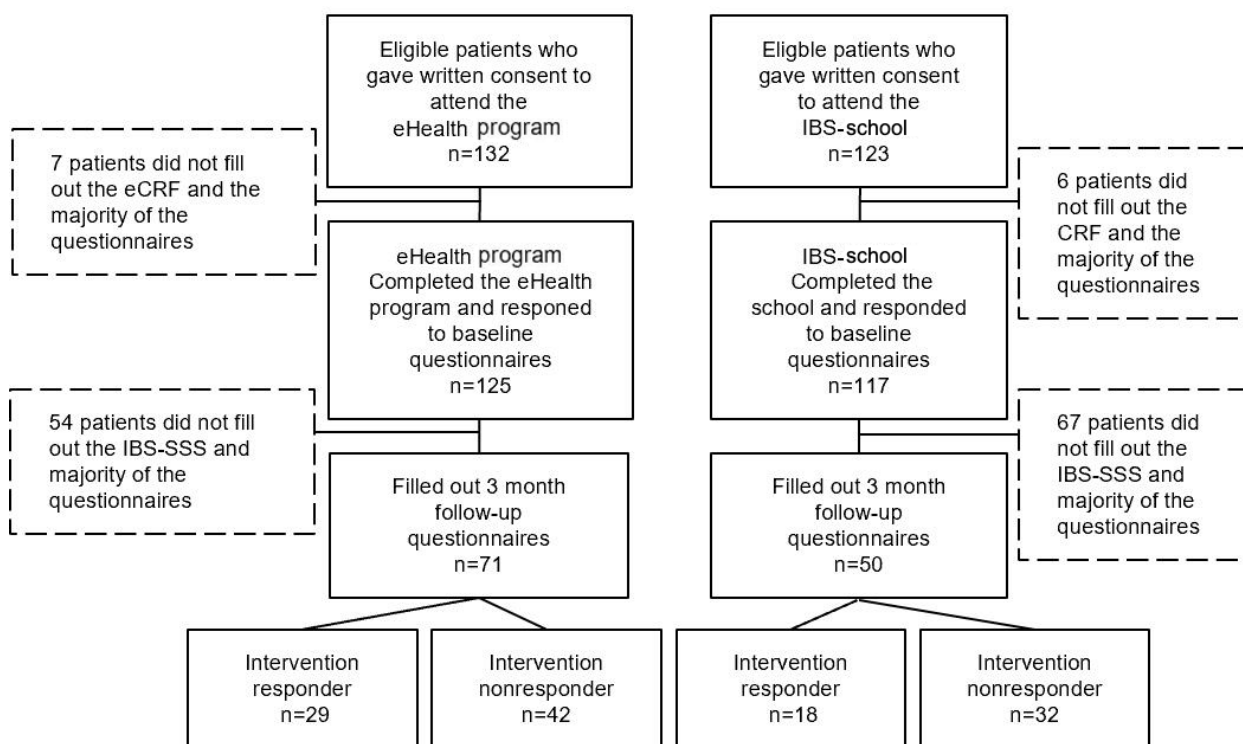 Eligible patients who
gave written consent to
attend the
eHealth program
n=132
Eligble patients who
gave written consent
to attend the
IBS-school
n=123
7 patients did not fill
out the eCRF and the
majority of the
questionnaires
6 patients did
not fill out the
CRF and the
majority of the
questionnaires
eHealth program
Completed the eHealth
program and responed
to baseline
questionnaires
n=125
IBS-school
Completed the
school and responded
to baseline
questionnaires
n=117
54 patients did not fill
out the IBS-SSS and
majority of the
questionnaires
67 patients did
not fill out the
IBS-SSS and
majority of the
questionnaires
Filled out 3 month
follow-up
questionnaires
n=71
Filled out 3 month
follow-up
questionnaires
n=50
Intervention
responder
n=29
Intervention
nonresponder
n=42
Intervention
responder
n=18
Intervention
nonresponder
n=32